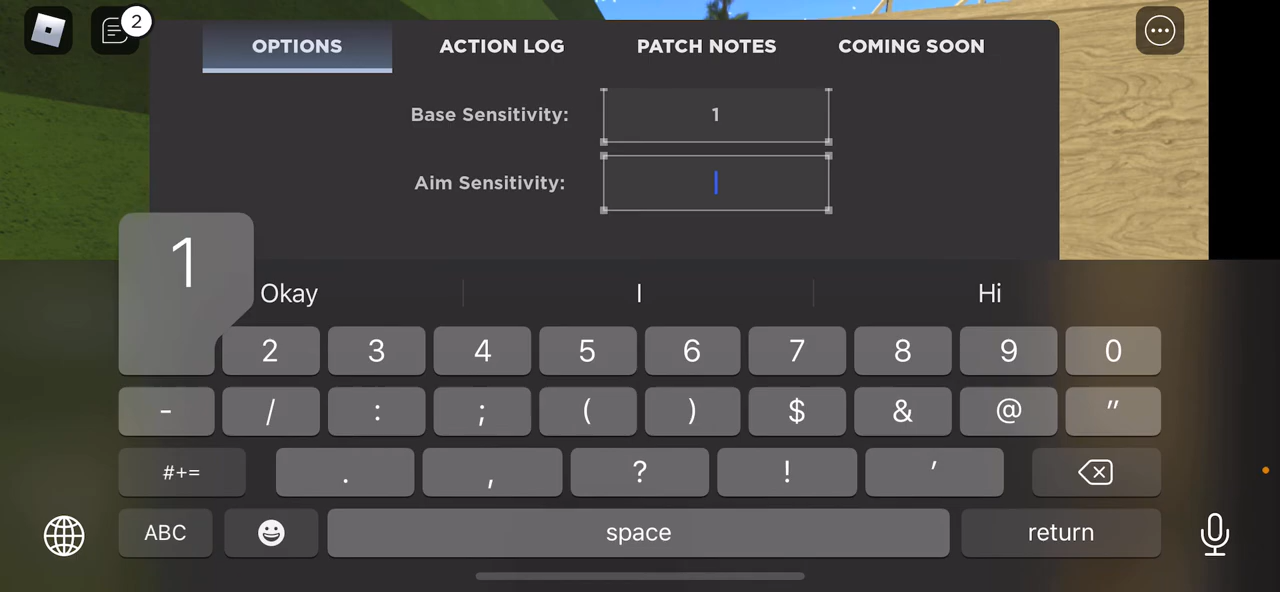 2
OPTIONS ACTION LOG PATCH NOTES COMING SOON
Base Sensitivity: 1
Aim Sensitivity:
1
Okay I Hi
2 3 4 5 6 7 8 9 0
- / : ; ( ) $ & @ "
#+= . , ? ! '
ABC space return